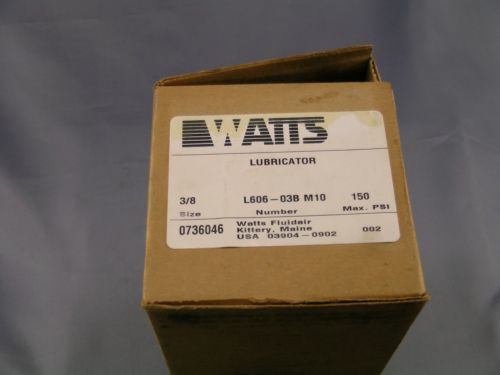 WATTS
LUBRICATOR
3/8 L606-03B M10 150
Size Number Max. PSI
0736046 Watts Fluidair
Kittery, Maine 002
USA 03904-0902